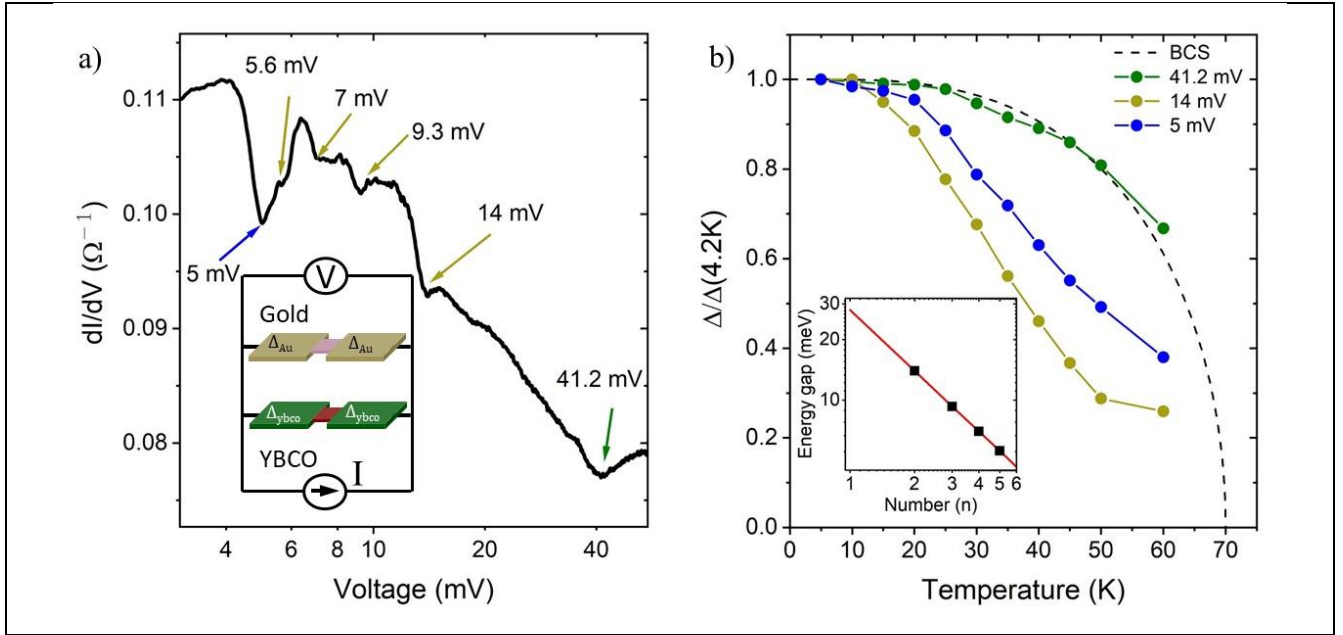 a)
5.6 mV
7 mV
9.3 mV
14 mV
41.2 mV
5 mV
0.11
0.10
0.09
0.08
dI/dV (Ω⁻¹)
V
Gold
Δ_Au Δ_Au
Δ_ybco Δ_ybco
YBCO
I
4 6 8 10 20 40
Voltage (mV)
b)
BCS
41.2 mV
14 mV
5 mV
1.0
0.8
0.6
0.4
0.2
0.0
Δ/Δ(4.2K)
30
20
10
Energy gap (meV)
1 2 3 4 5 6
Number (n)
0 10 20 30 40 50 60 70
Temperature (K)